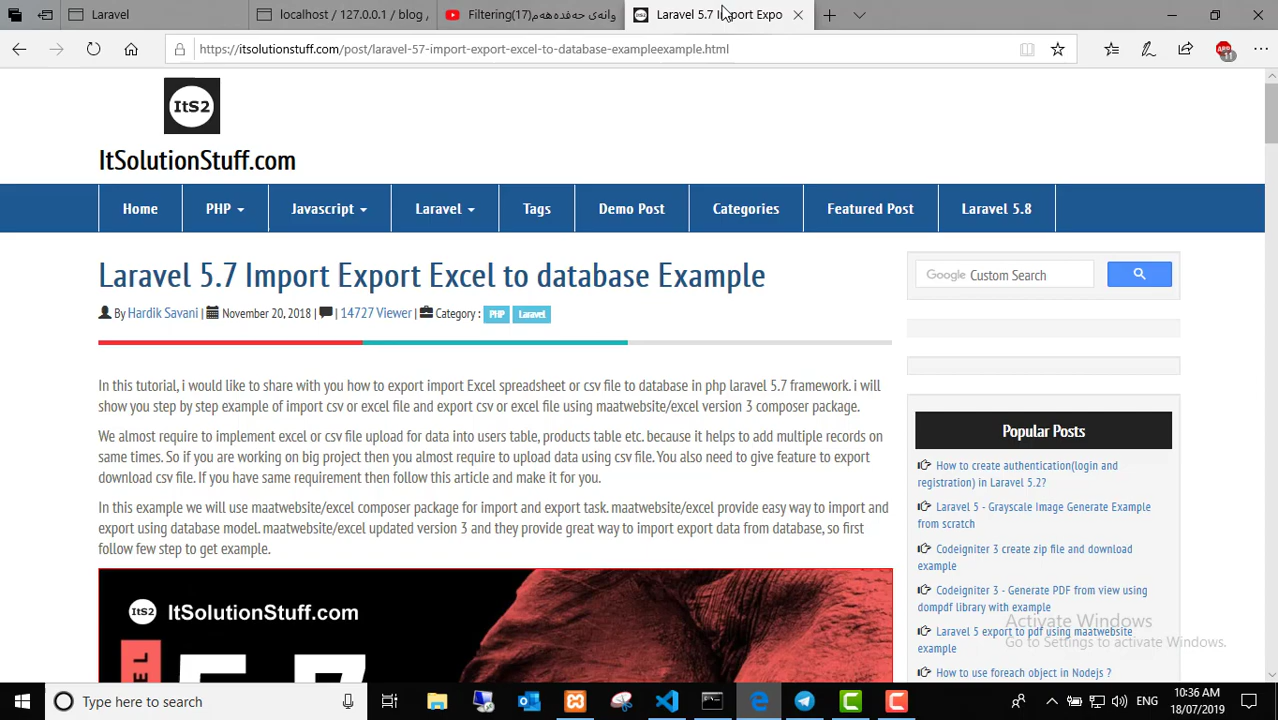 Laravel
localhost / 127.0.0.1 / blog /
وانەی حەفدەهەم(17)Filtering
Laravel 5.7 Import Expo
https://itsolutionstuff.com/post/laravel-57-import-export-excel-to-database-exampleexample.html
ABP
11
ItS2
ItSolutionStuff.com
Home
PHP
Javascript
Laravel
Tags
Demo Post
Categories
Featured Post
Laravel 5.8
Laravel 5.7 Import Export Excel to database Example
By Hardik Savani | November 20, 2018 | | 14727 Viewer | Category : PHP Laravel
Google Custom Search
In this tutorial, i would like to share with you how to export import Excel spreadsheet or csv file to database in php laravel 5.7 framework. i will
show you step by step example of import csv or excel file and export csv or excel file using maatwebsite/excel version 3 composer package.
We almost require to implement excel or csv file upload for data into users table, products table etc. because it helps to add multiple records on
same times. So if you are working on big project then you almost require to upload data using csv file. You also need to give feature to export
download csv file. If you have same requirement then follow this article and make it for you.
In this example we will use maatwebsite/excel composer package for import and export task. maatwebsite/excel provide easy way to import and
export using database model. maatwebsite/excel updated version 3 and they provide great way to import export data from database, so first
follow few step to get example.
ItS2 ItSolutionStuff.com
EL
5.7
Popular Posts
How to create authentication(login and
registration) in Laravel 5.2?
Laravel 5 - Grayscale Image Generate Example
from scratch
Codeigniter 3 create zip file and download
example
Codeigniter 3 - Generate PDF from view using
dompdf library with example
Laravel 5 export to pdf using maatwebsite
example
How to use foreach object in Nodejs ?
Activate Windows
Go to Settings to activate Windows.
Type here to search
ENG
10:36 AM
18/07/2019